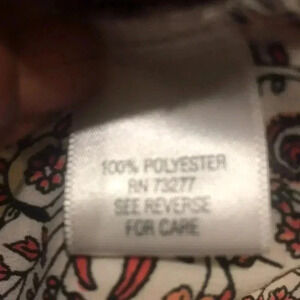 100% POLYESTER
RN 73277
SEE REVERSE
FOR CARE